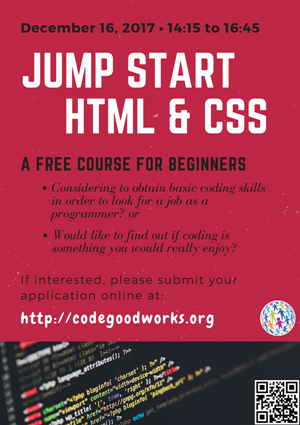 December 16, 2017 • 14:15 to 16:45
JUMP START
HTML & CSS
A FREE COURSE FOR BEGINNERS
• Considering to obtain basic coding skills
in order to look for a job as a
programmer? or
• Would like to find out if coding is
something you would really enjoy?
If interested, please submit your
application online at:
http://codegoodworks.org